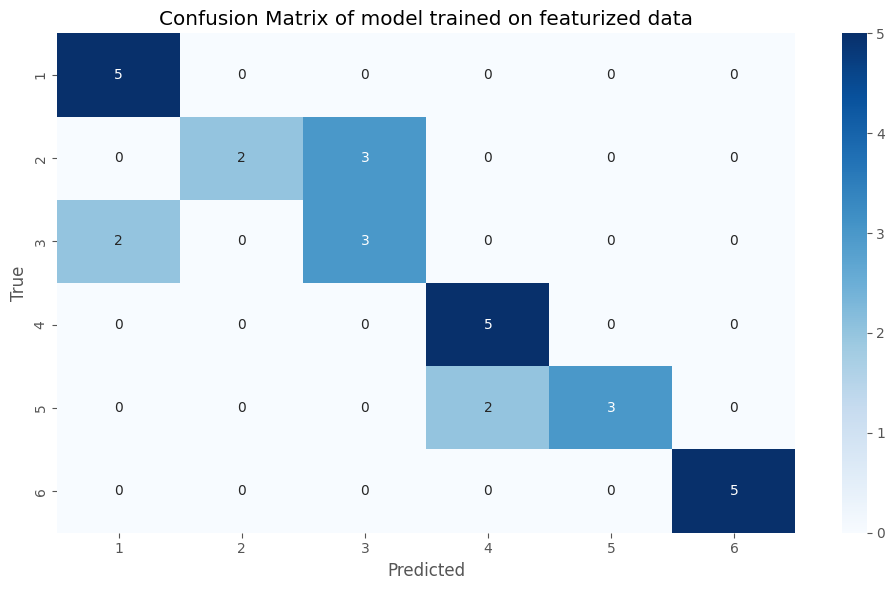 Confusion Matrix of model trained on featurized data
1 5 0 0 0 0 0
2 0 2 3 0 0 0
3 2 0 3 0 0 0
4 0 0 0 5 0 0
5 0 0 0 2 3 0
6 0 0 0 0 0 5
True
1 2 3 4 5 6
Predicted
5
4
3
2
1
0